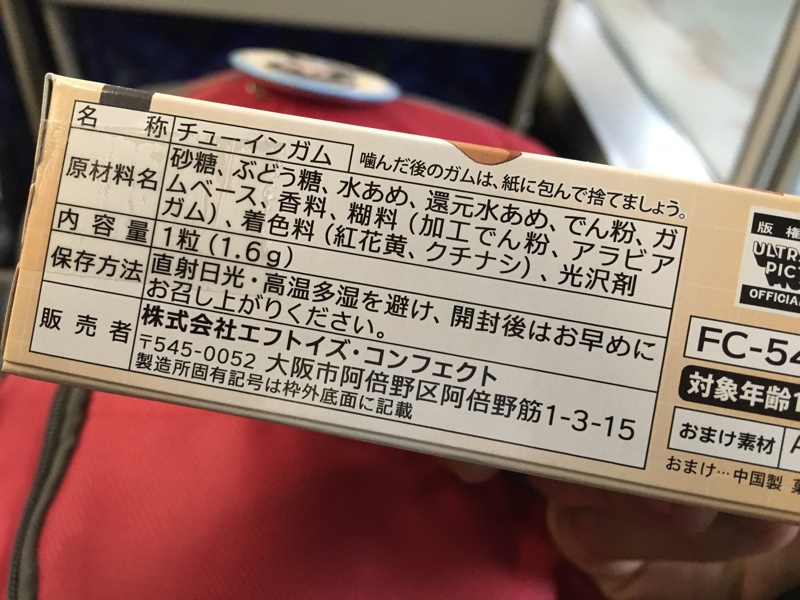 名 称 チューインガム 噛んだ後のガムは、紙に包んで捨てましょう。
原材料名 砂糖、ぶどう糖、水あめ、還元水あめ、でん粉、ガ
ムベース、香料、糊料(加工でん粉、アラビア
ガム)、着色料(紅花黄、クチナシ)、光沢剤
内容量 1粒(1.6g)
保存方法 直射日光・高温多湿を避け、開封後はお早めに
お召し上がりください。
販売者 株式会社エフトイズ・コンフェクト
〒545-0052 大阪市阿倍野区阿倍野筋1-3-15
製造所固有記号は枠外底面に記載
版権
ULTR
PIC
OFFICIA
FC-54
対象年齢1
おまけ素材 A
おまけ…中国製 菓